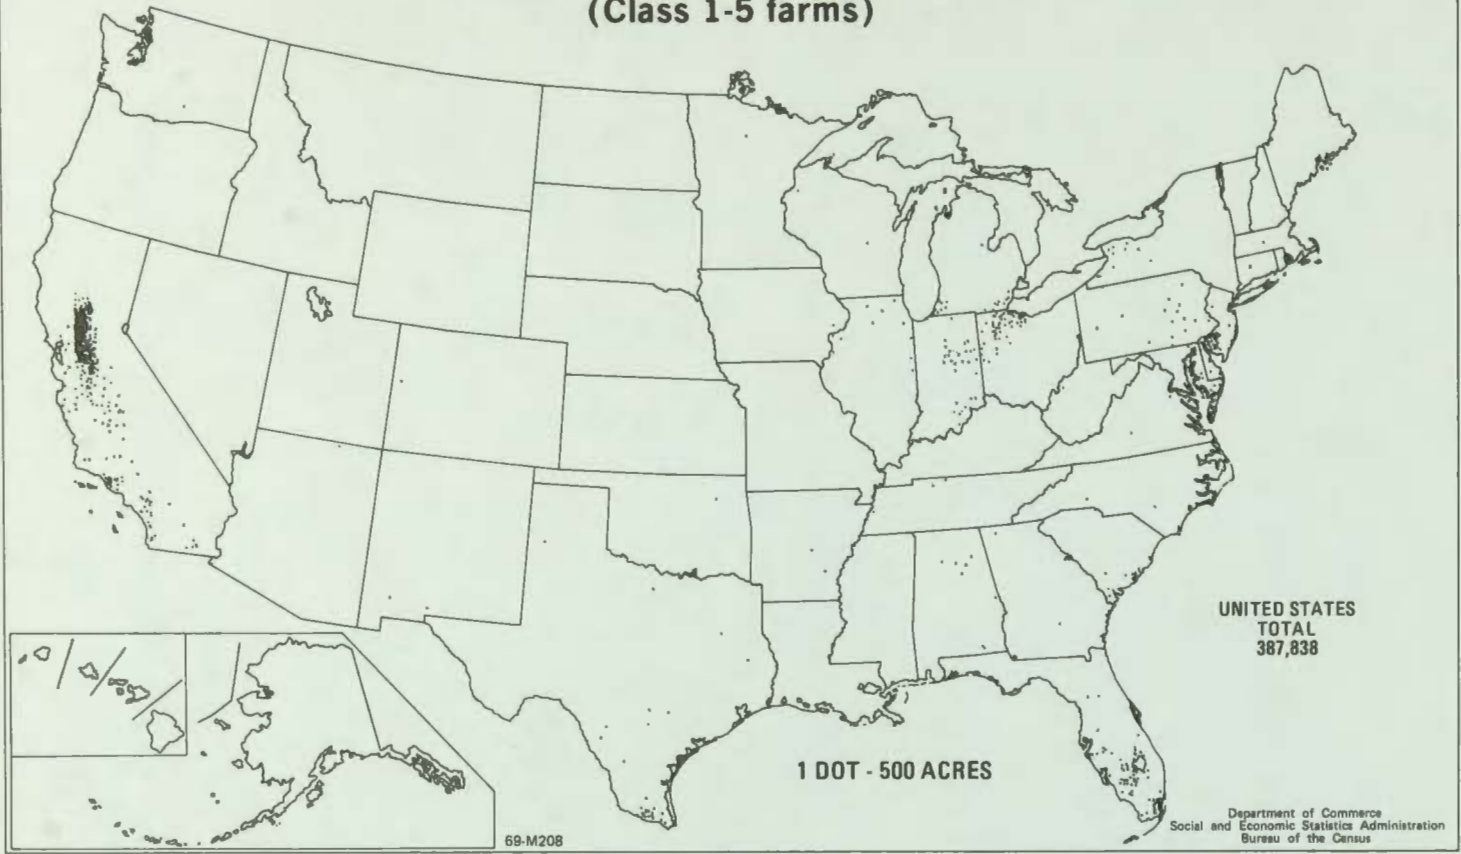 (Class 1-5 farms)
UNITED STATES
TOTAL
387,838
1 DOT - 500 ACRES
Department of Commerce
Social and Economic Statistics Administration
Bureau of the Census
69-M208